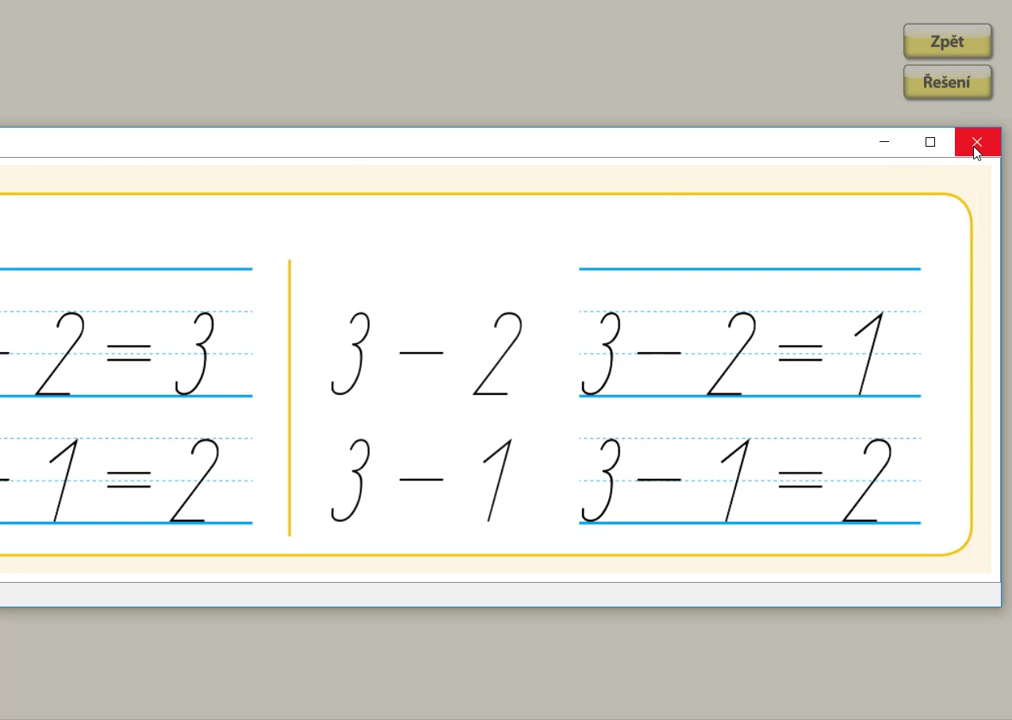 Zpět
Řešení
- 2 = 3 3 - 2 3 - 2 = 1
- 1 = 2 3 - 1 3 - 1 = 2